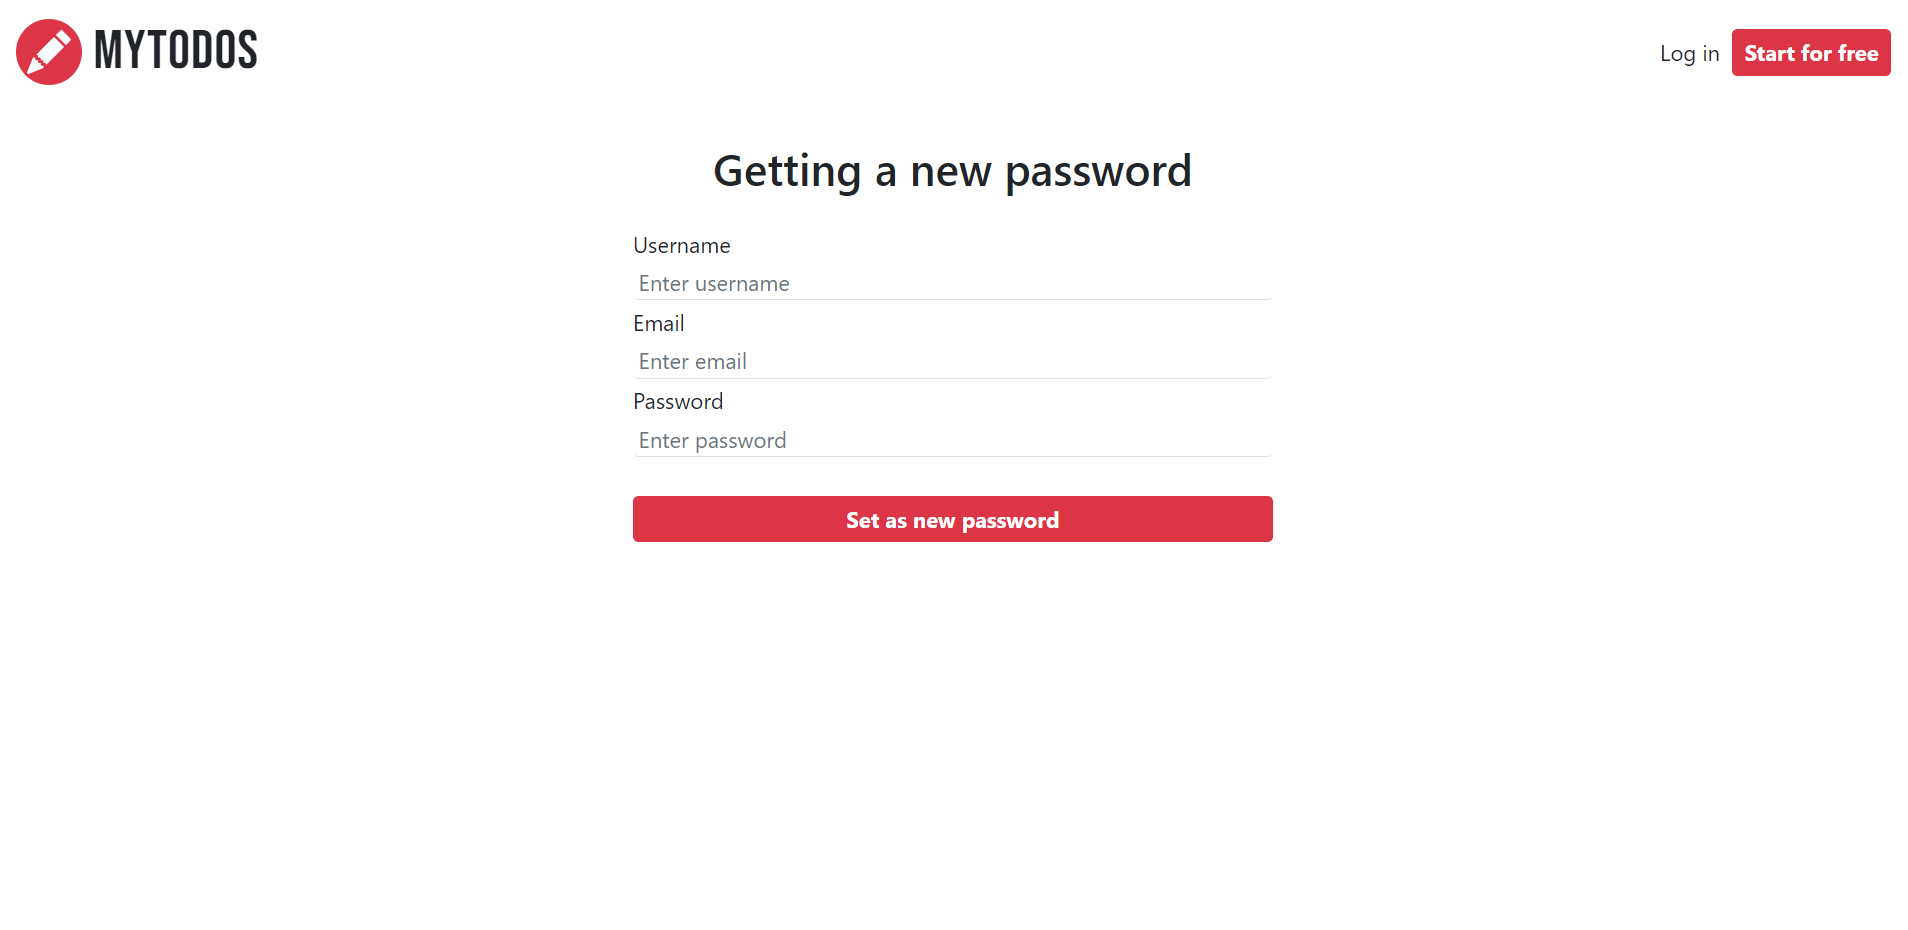 MYTODOS
Log in
Start for free
Getting a new password
Username
Enter username
Email
Enter email
Password
Enter password
Set as new password